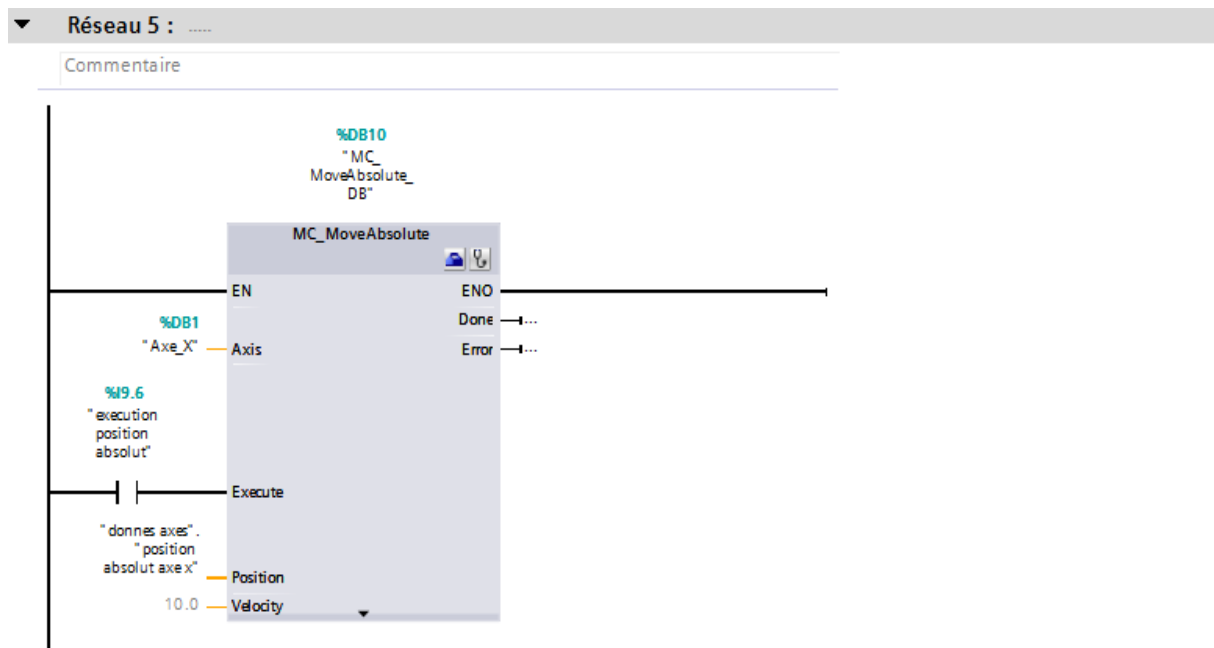 Réseau 5 : .....
Commentaire
%DB10
"MC_
MoveAbsolute_
DB"
MC_MoveAbsolute
EN ENO
%DB1 Done ...
"Axe_X" Axis Error ...
%I9.6
"execution
position
absolut"
Execute
"donnes axes".
"position
absolut axe x"
Position
10.0 Velocity